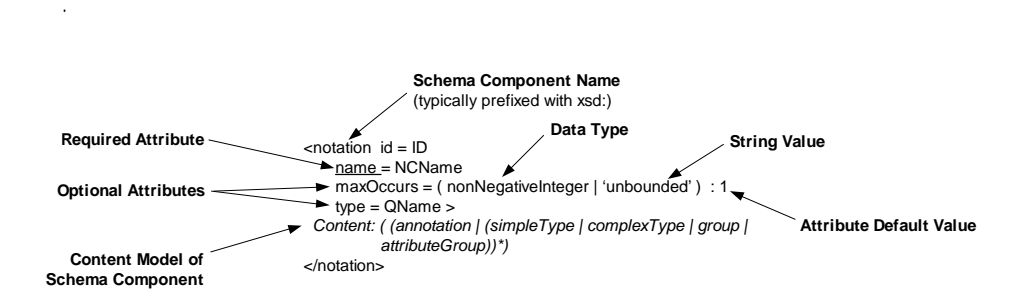 .
Schema Component Name
(typically prefixed with xsd:)
Data Type
Required Attribute
String Value
<notation id = ID
name = NCName
Optional Attributes
maxOccurs = ( nonNegativeInteger | ‘unbounded’ ) : 1
type = QName >
Attribute Default Value
Content: ( (annotation | (simpleType | complexType | group |
attributeGroup))*)
Content Model of
Schema Component
</notation>